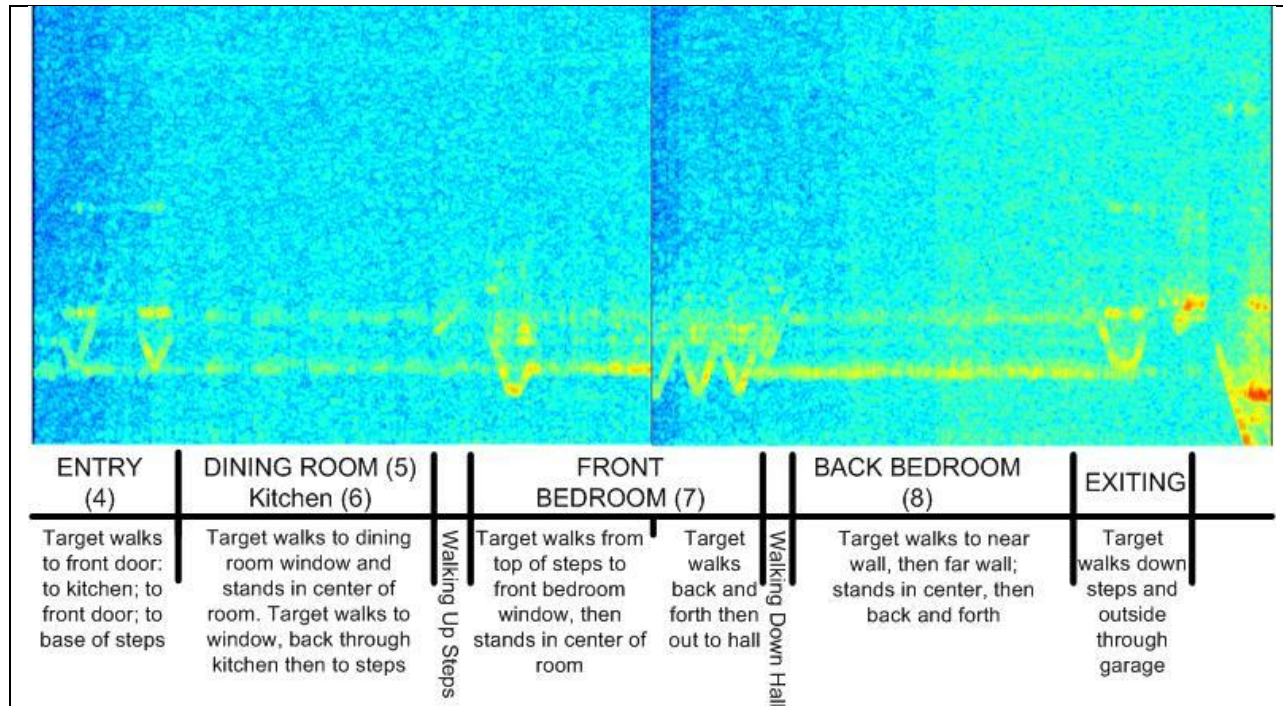 ENTRY
(4)
DINING ROOM (5)
Kitchen (6)
FRONT
BEDROOM (7)
BACK BEDROOM
(8)
EXITING
Target walks
to front door:
to kitchen; to
front door; to
base of steps
Target walks to dining
room window and
stands in center of
room. Target walks to
window, back through
kitchen then to steps
Walking Up Steps
Target walks from
top of steps to
front bedroom
window, then
stands in center of
room
Target
walks
back and
forth then
out to hall
Walking Down Hall
Target walks to near
wall, then far wall;
stands in center, then
back and forth
Target
walks down
steps and
outside
through
garage